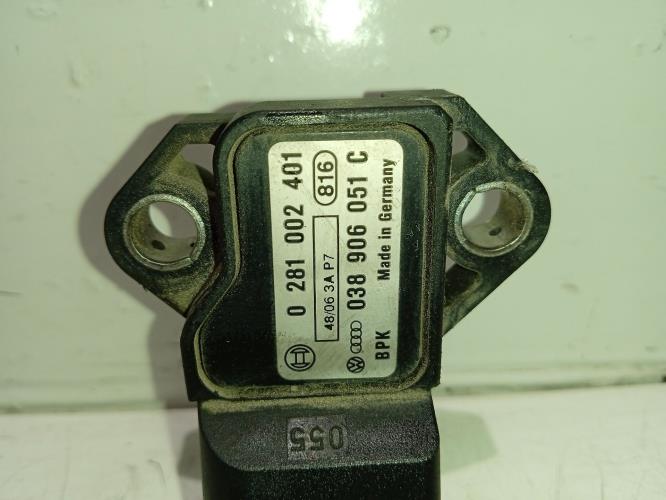 0 281 002 401
48/06 3A P7 816
038 906 051 C
BPK Made in Germany
055